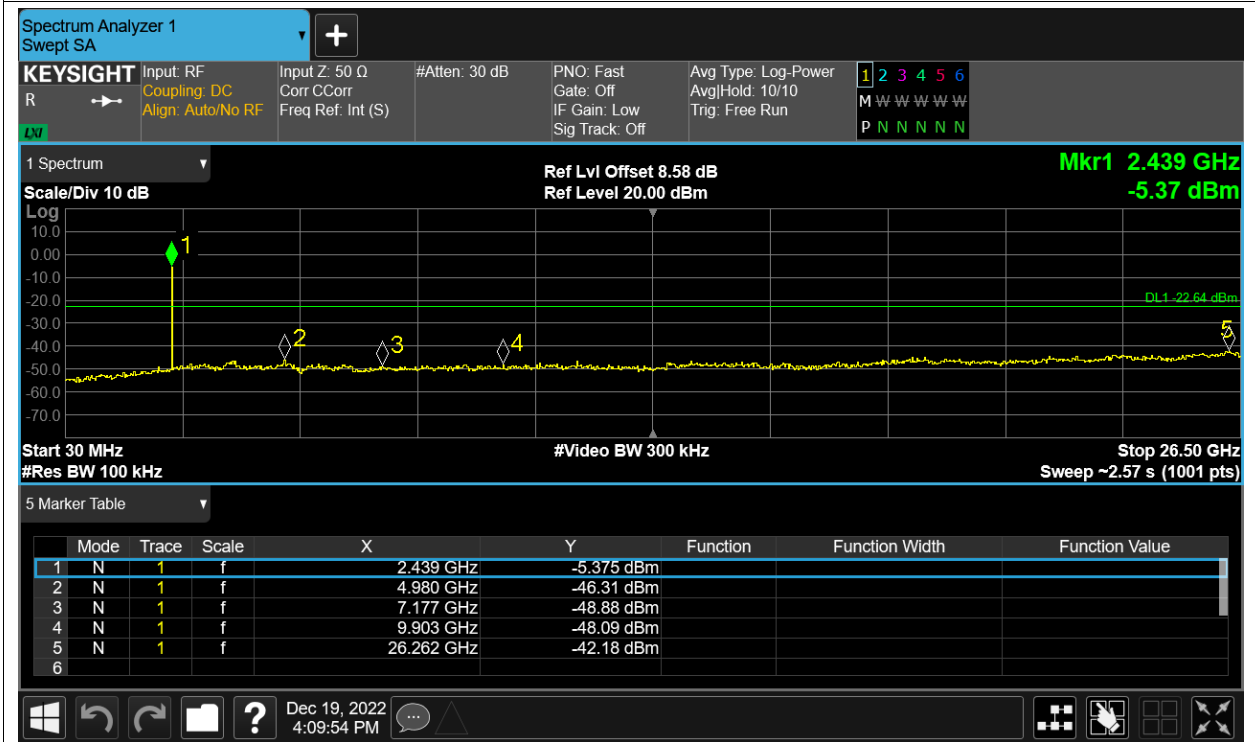 Spectrum Analyzer 1
Swept SA
+
KEYSIGHT
R
LXI
Input: RF
Coupling: DC
Align: Auto/No RF
Input Z: 50 Ω
Corr CCorr
Freq Ref: Int (S)
#Atten: 30 dB
PNO: Fast
Gate: Off
IF Gain: Low
Sig Track: Off
Avg Type: Log-Power
Avg|Hold: 10/10
Trig: Free Run
1 2 3 4 5 6
M W W W W W
P N N N N N
1 Spectrum
Scale/Div 10 dB
Ref Lvl Offset 8.58 dB
Ref Level 20.00 dBm
Mkr1 2.439 GHz
-5.37 dBm
Log
10.0
0.00
-10.0
-20.0
-30.0
-40.0
-50.0
-60.0
-70.0
1
2
3
4
5
DL1 -22.64 dBm
Start 30 MHz
#Video BW 300 kHz
Stop 26.50 GHz
#Res BW 100 kHz
Sweep ~2.57 s (1001 pts)
5 Marker Table
Mode Trace Scale X Y Function Function Width Function Value
1 N 1 f 2.439 GHz -5.375 dBm
2 N 1 f 4.980 GHz -46.31 dBm
3 N 1 f 7.177 GHz -48.88 dBm
4 N 1 f 9.903 GHz -48.09 dBm
5 N 1 f 26.262 GHz -42.18 dBm
6
?
Dec 19, 2022
4:09:54 PM